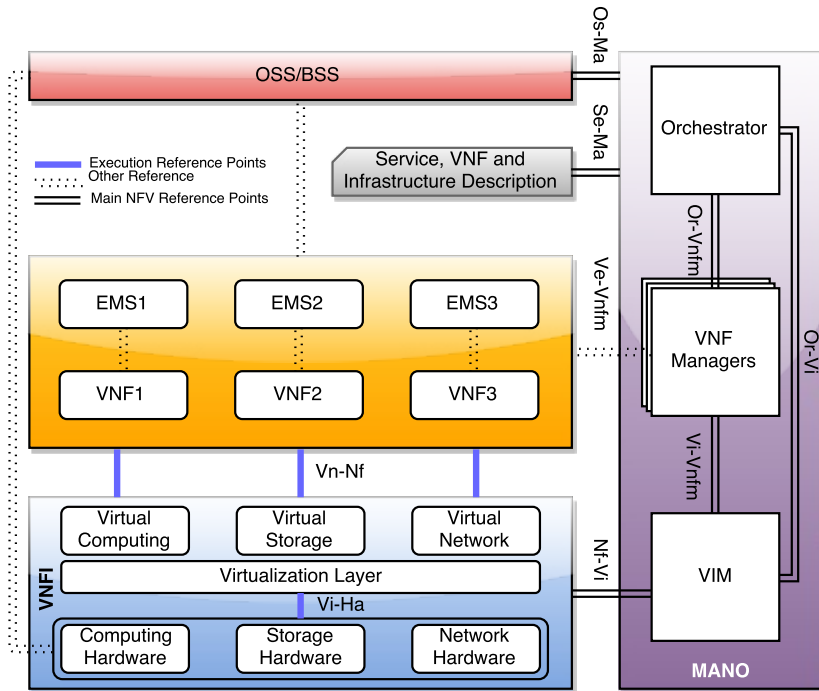 Os-Ma
OSS/BSS
Orchestrator
Se-Ma
Execution Reference Points
Other Reference
Main NFV Reference Points
Service, VNF and
Infrastructure Description
Or-Vnfm
Ve-Vnfm
EMS1
EMS2
EMS3
VNF
Managers
Or-Vi
VNF1
VNF2
VNF3
Vn-Nf
Vi-Vnfm
Virtual
Computing
Virtual
Storage
Virtual
Network
Nf-Vi
VIM
VNFI
Virtualization Layer
Vi-Ha
Computing
Hardware
Storage
Hardware
Network
Hardware
MANO